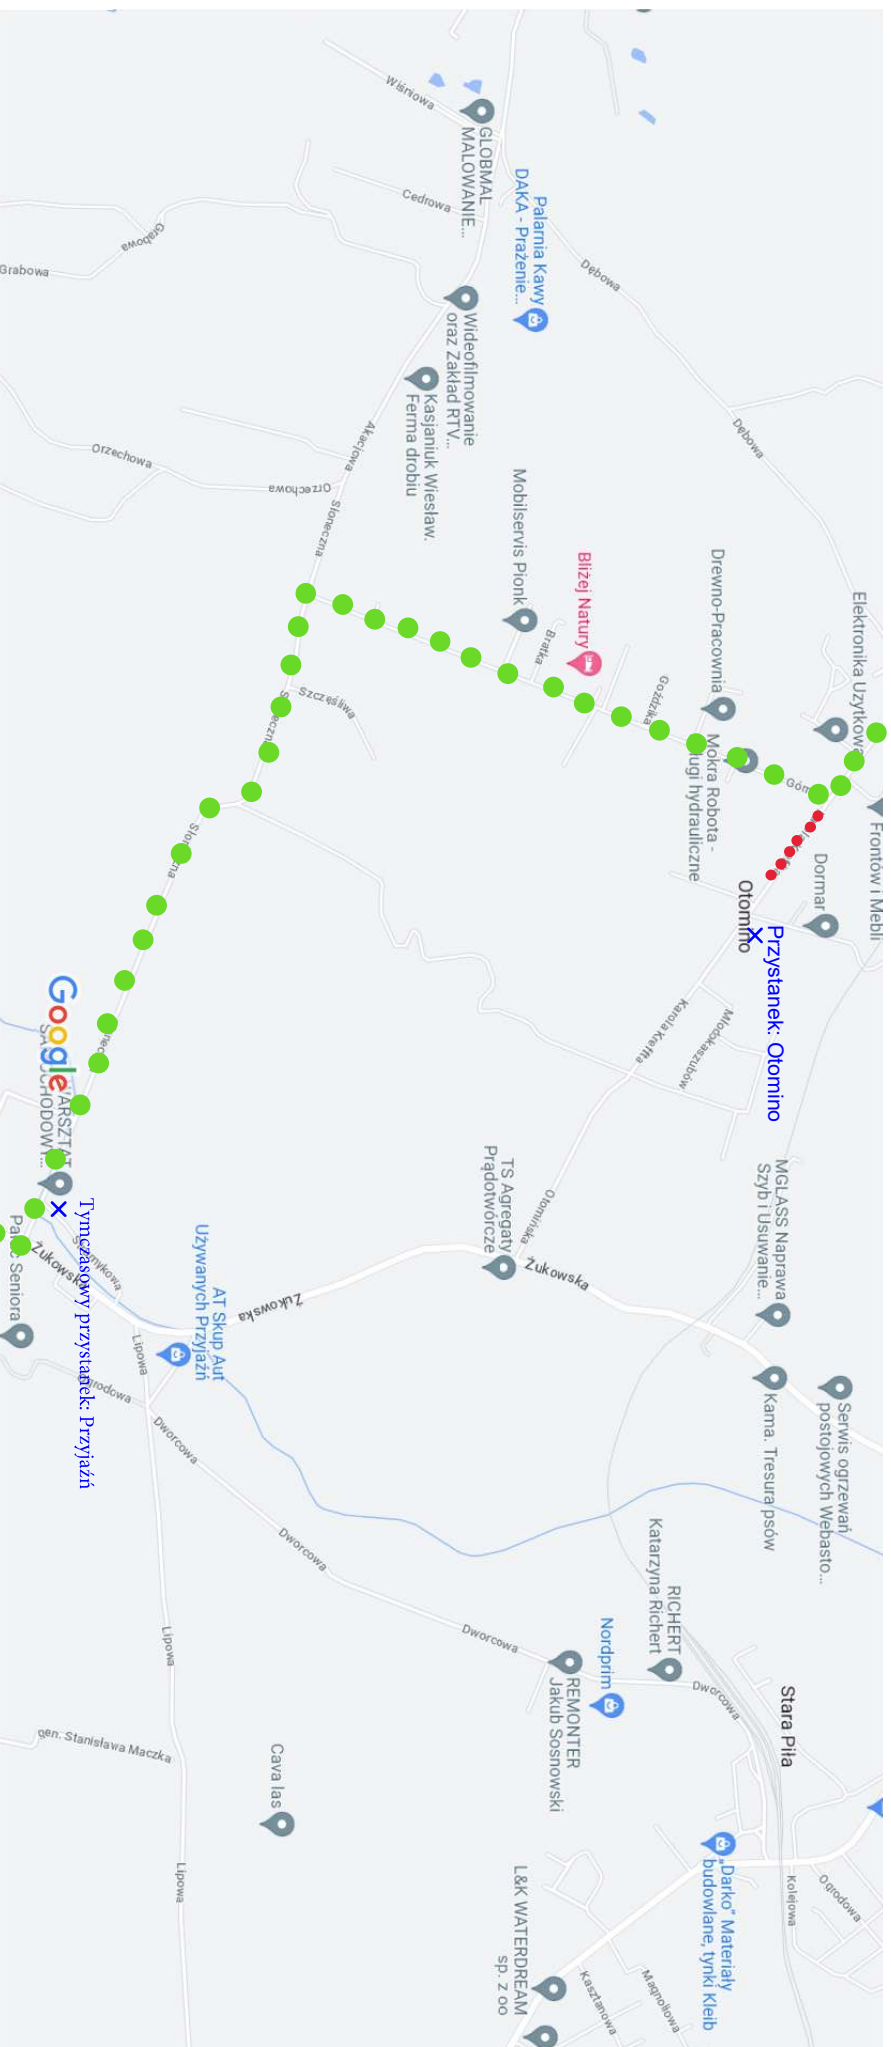 Wiśniowa
GLOBMAL
MALOWANIE...
Cedrowa
Palarnia Kawy
DAKA - Prażenie...
Grabowa
Grabowa
Dębowa
Wideofilmowanie
oraz Zakład RTV...
Kasjaniuk Wiesław.
Ferma drobiu
Akacjowa
Dębowa
Orzechowa
Orzechowa
Słoneczna
Mobilservis Pionk
Bliżej Natury
Bratka
Drewno-Pracownia
Elektronika Użytkowa
Goździka
Szczęśliwa
Mokra Robota -
hydrauliczne
Frontów i Mebli
Dormar
Otomino
Przystanek: Otomino
Karola Krefta
Młodokaszubów
Google
TS Agregaty
Prądotwórcze
Otomińska
MGLASS Naprawa
Szyb i Usuwanie...
Tymczasowy przystanek: Przyjaźń
Seniora
Żukowska
Żukowska
Żukowska
AT Skup Aut
Używanych Przyjaźń
Lipowa
Ogrodowa
Dworcowa
Kama. Tresura psów
Serwis ogrzewań
postojowych Webasto...
Dworcowa
RICHERT
Katarzyna Richert
Nordprim
Dworcowa
REMONTER
Jakub Sosnowski
Dworcowa
Stara Piła
Lipowa
gen. Stanisława Maczka
Cava las
Lipowa
„Darko" Materiały
budowlane, tynki Kleib
Kolejowa
Ogrodowa
L&K WATERDREAM
sp. z oo
Kasztanowa
Magnoliowa